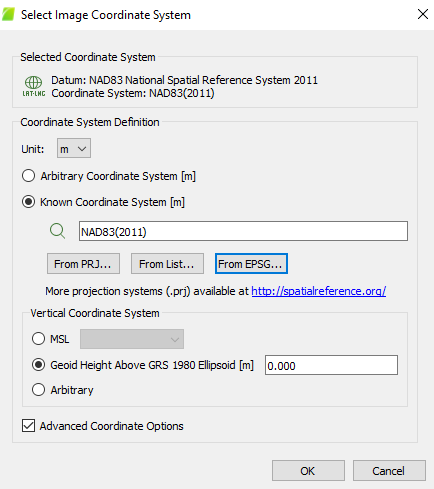 Select Image Coordinate System
Selected Coordinate System
Datum: NAD83 National Spatial Reference System 2011
LAT-LNG
Coordinate System: NAD83(2011)
Coordinate System Definition
Unit: m
Arbitrary Coordinate System [m]
Known Coordinate System [m]
NAD83(2011)
From PRJ... From List... From EPSG...
More projection systems (.prj) available at http://spatialreference.org/
Vertical Coordinate System
MSL
Geoid Height Above GRS 1980 Ellipsoid [m] 0.000
Arbitrary
Advanced Coordinate Options
OK Cancel